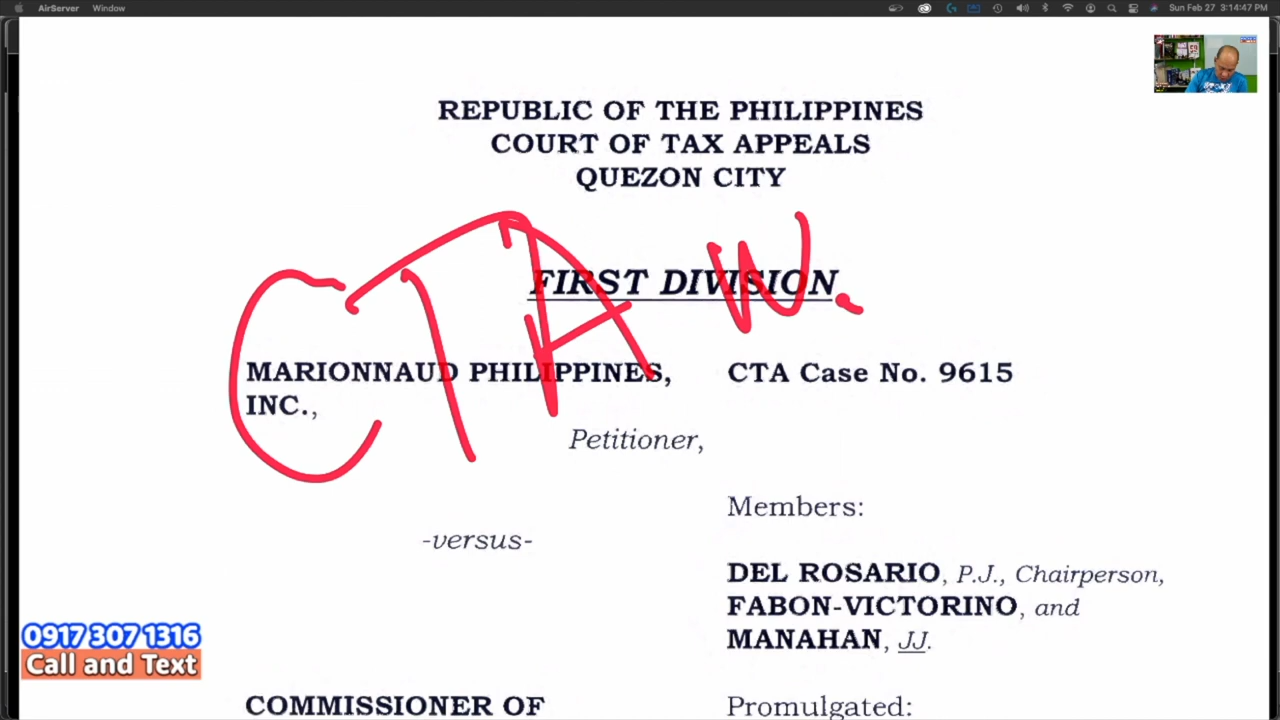 AirServer Window Sun Feb 27 3:14:47 PM
REPUBLIC OF THE PHILIPPINES
COURT OF TAX APPEALS
QUEZON CITY
CTA W.
FIRST DIVISION
MARIONNAUD PHILIPPINES, CTA Case No. 9615
INC.,
Petitioner,
Members:
-versus-
DEL ROSARIO, P.J., Chairperson,
FABON-VICTORINO, and
MANAHAN, JJ.
0917 307 1316
Call and Text
COMMISSIONER OF Promulgated: